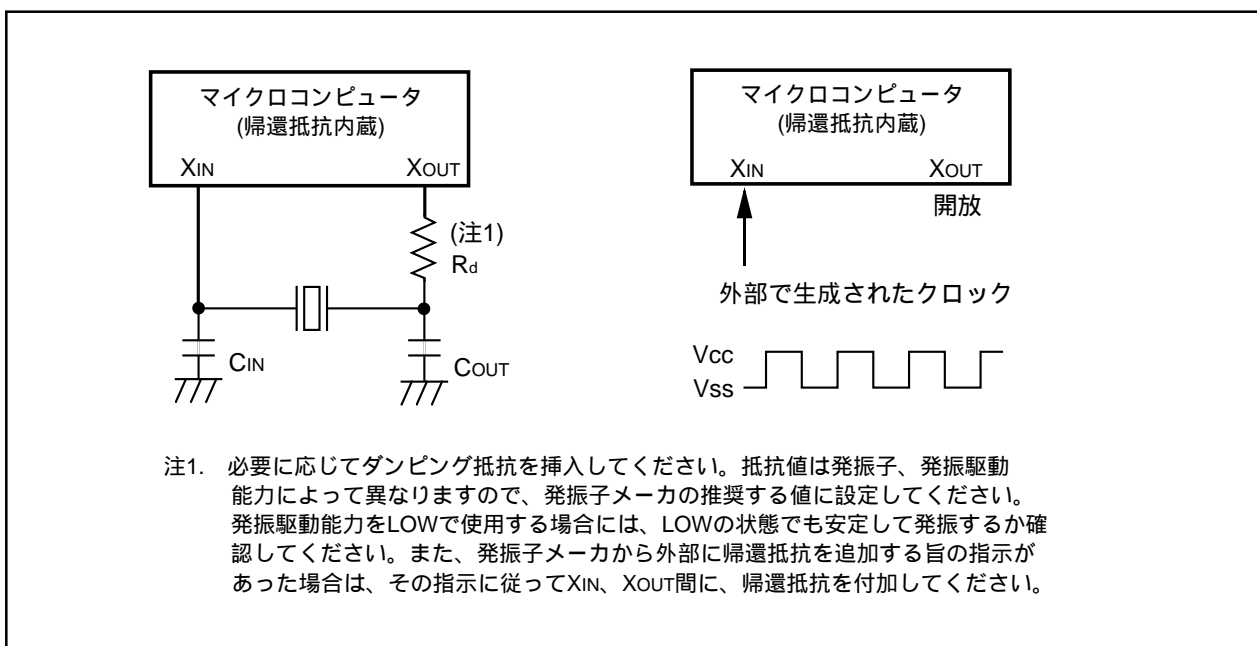 マイクロコンピュータ
(帰還抵抗内蔵)
XIN
XOUT
(注1)
Rd
CIN
COUT
マイクロコンピュータ
(帰還抵抗内蔵)
XIN
XOUT
開放
外部で生成されたクロック
Vcc
Vss
注1. 必要に応じてダンピング抵抗を挿入してください。抵抗値は発振子、発振駆動
能力によって異なりますので、発振子メーカの推奨する値に設定してください。
発振駆動能力をLOWで使用する場合には、LOWの状態でも安定して発振するか確
認してください。また、発振子メーカから外部に帰還抵抗を追加する旨の指示が
あった場合は、その指示に従ってXIN、XOUT間に、帰還抵抗を付加してください。